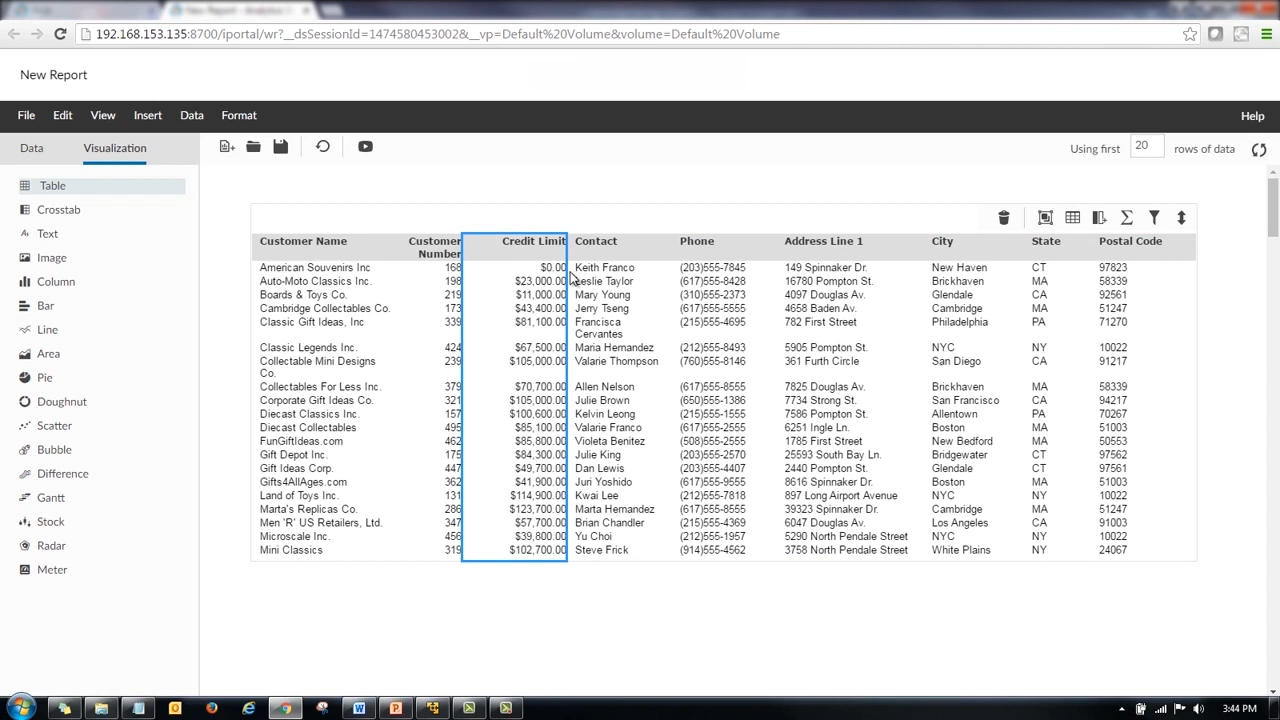 New Report - Analytics
192.168.153.135:8700/iportal/wr?__dsSessionId=1474580453002&__vp=Default%20Volume&volume=Default%20Volume
New Report
File Edit View Insert Data Format Help
Data Visualization
Using first 20 rows of data
Table
Crosstab
Text
Image
Column
Bar
Line
Area
Pie
Doughnut
Scatter
Bubble
Difference
Gantt
Stock
Radar
Meter
Customer Name Customer Number Credit Limit Contact Phone Address Line 1 City State Postal Code
American Souvenirs Inc 168 $0.00 Keith Franco (203)555-7845 149 Spinnaker Dr. New Haven CT 97823
Auto-Moto Classics Inc. 198 $23,000.00 Leslie Taylor (617)555-8428 16780 Pompton St. Brickhaven MA 58339
Boards & Toys Co. 219 $11,000.00 Mary Young (310)555-2373 4097 Douglas Av. Glendale CA 92561
Cambridge Collectables Co. 173 $43,400.00 Jerry Tseng (617)555-5555 4658 Baden Av. Cambridge MA 51247
Classic Gift Ideas, Inc 339 $81,100.00 Francisca Cervantes (215)555-4695 782 First Street Philadelphia PA 71270
Classic Legends Inc. 424 $67,500.00 Maria Hernandez (212)555-8493 5905 Pompton St. NYC NY 10022
Collectable Mini Designs Co. 239 $105,000.00 Valarie Thompson (760)555-8146 361 Furth Circle San Diego CA 91217
Collectables For Less Inc. 379 $70,700.00 Allen Nelson (617)555-8555 7825 Douglas Av. Brickhaven MA 58339
Corporate Gift Ideas Co. 321 $105,000.00 Julie Brown (650)555-1386 7734 Strong St. San Francisco CA 94217
Diecast Classics Inc. 157 $100,600.00 Kelvin Leong (215)555-1555 7586 Pompton St. Allentown PA 70267
Diecast Collectables 495 $85,100.00 Valarie Franco (617)555-2555 6251 Ingle Ln. Boston MA 51003
FunGiftIdeas.com 462 $85,800.00 Violeta Benitez (508)555-2555 1785 First Street New Bedford MA 50553
Gift Depot Inc. 175 $84,300.00 Julie King (203)555-2570 25593 South Bay Ln. Bridgewater CT 97562
Gift Ideas Corp. 447 $49,700.00 Dan Lewis (203)555-4407 2440 Pompton St. Glendale CT 97561
Gifts4AllAges.com 362 $41,900.00 Juri Yoshido (617)555-9555 8616 Spinnaker Dr. Boston MA 51003
Land of Toys Inc. 131 $114,900.00 Kwai Lee (212)555-7818 897 Long Airport Avenue NYC NY 10022
Marta's Replicas Co. 286 $123,700.00 Marta Hernandez (617)555-8555 39323 Spinnaker Dr. Cambridge MA 51247
Men 'R' US Retailers, Ltd. 347 $57,700.00 Brian Chandler (215)555-4369 6047 Douglas Av. Los Angeles CA 91003
Microscale Inc. 456 $39,800.00 Yu Choi (212)555-1957 5290 North Pendale Street NYC NY 10022
Mini Classics 319 $102,700.00 Steve Frick (914)555-4562 3758 North Pendale Street White Plains NY 24067
3:44 PM